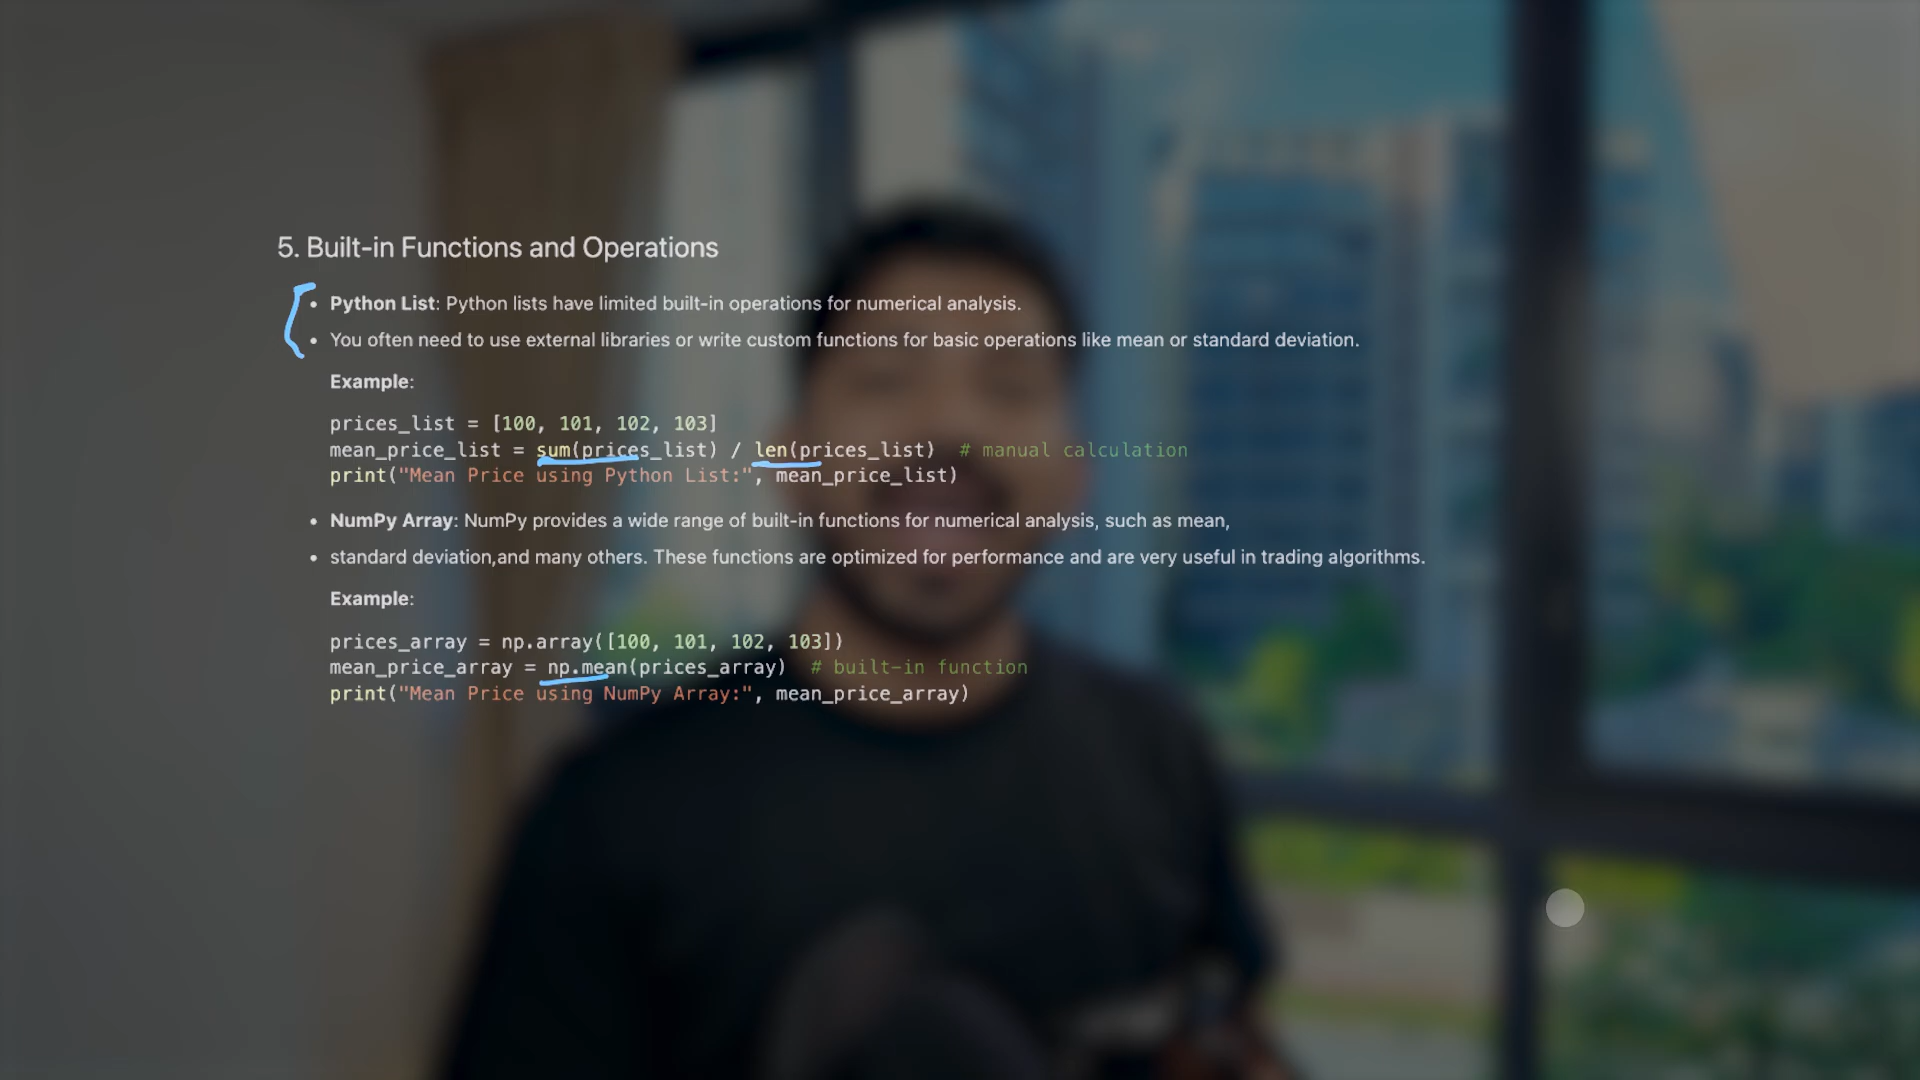 5. Built-in Functions and Operations
• Python List: Python lists have limited built-in operations for numerical analysis.
• You often need to use external libraries or write custom functions for basic operations like mean or standard deviation.
Example:
prices_list = [100, 101, 102, 103]
mean_price_list = sum(prices_list) / len(prices_list)  # manual calculation
print("Mean Price using Python List:", mean_price_list)
• NumPy Array: NumPy provides a wide range of built-in functions for numerical analysis, such as mean,
• standard deviation,and many others. These functions are optimized for performance and are very useful in trading algorithms.
Example:
prices_array = np.array([100, 101, 102, 103])
mean_price_array = np.mean(prices_array)  # built-in function
print("Mean Price using NumPy Array:", mean_price_array)